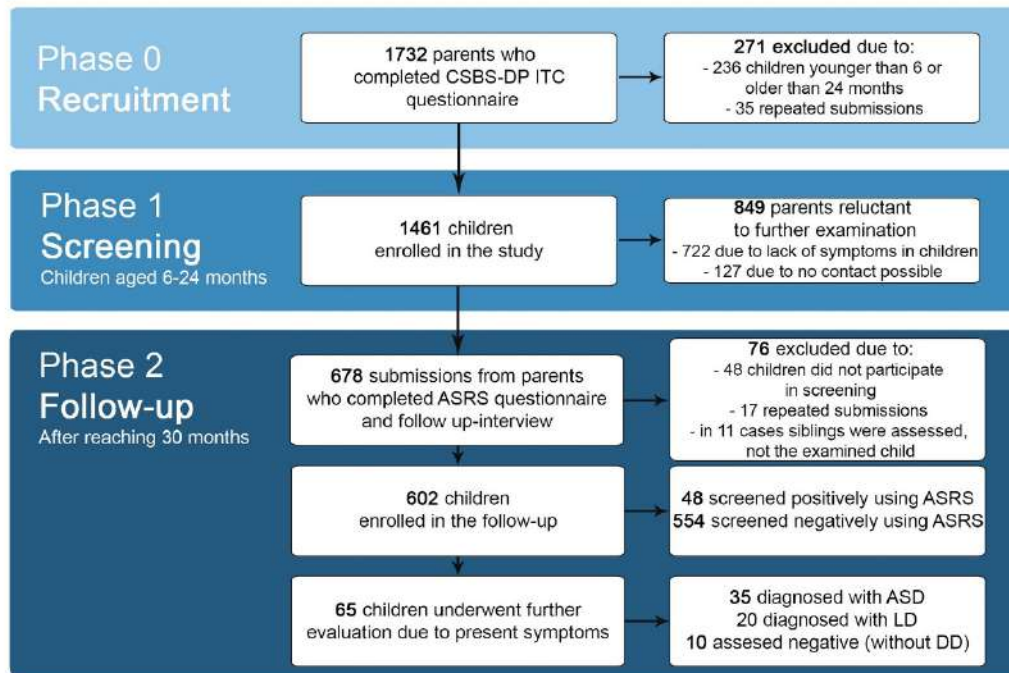 Phase 0
Recruitment
1732 parents who
completed CSBS-DP ITC
questionnaire
271 excluded due to:
- 236 children younger than 6 or
older than 24 months
- 35 repeated submissions
Phase 1
Screening
Children aged 6-24 months
1461 children
enrolled in the study
849 parents reluctant
to further examination
- 722 due to lack of symptoms in children
- 127 due to no contact possible
Phase 2
Follow-up
After reaching 30 months
678 submissions from parents
who completed ASRS questionnaire
and follow up-interview
76 excluded due to:
- 48 children did not participate
in screening
- 17 repeated submissions
- in 11 cases siblings were assessed,
not the examined child
602 children
enrolled in the follow-up
48 screened positively using ASRS
554 screened negatively using ASRS
65 children underwent further
evaluation due to present symptoms
35 diagnosed with ASD
20 diagnosed with LD
10 assesed negative (without DD)